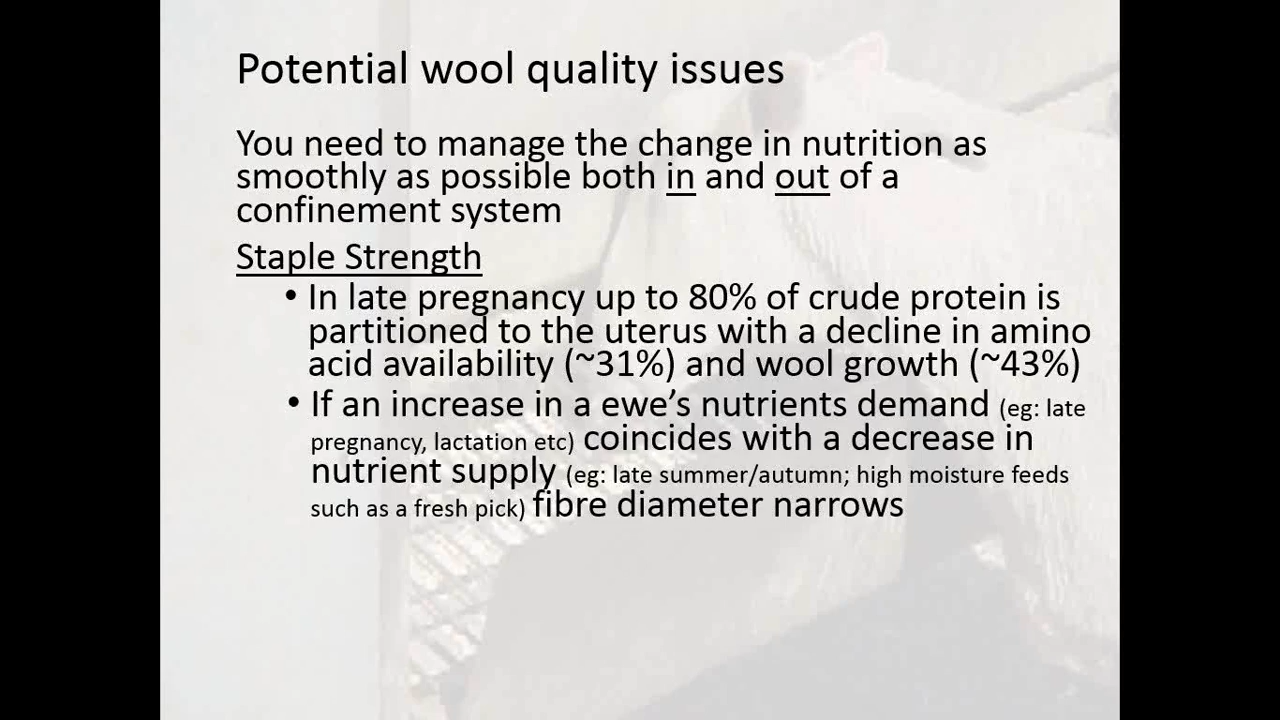 Potential wool quality issues
You need to manage the change in nutrition as
smoothly as possible both in and out of a
confinement system
Staple Strength
• In late pregnancy up to 80% of crude protein is
partitioned to the uterus with a decline in amino
acid availability (~31%) and wool growth (~43%)
• If an increase in a ewe's nutrients demand (eg: late
pregnancy, lactation etc) coincides with a decrease in
nutrient supply (eg: late summer/autumn; high moisture feeds
such as a fresh pick) fibre diameter narrows